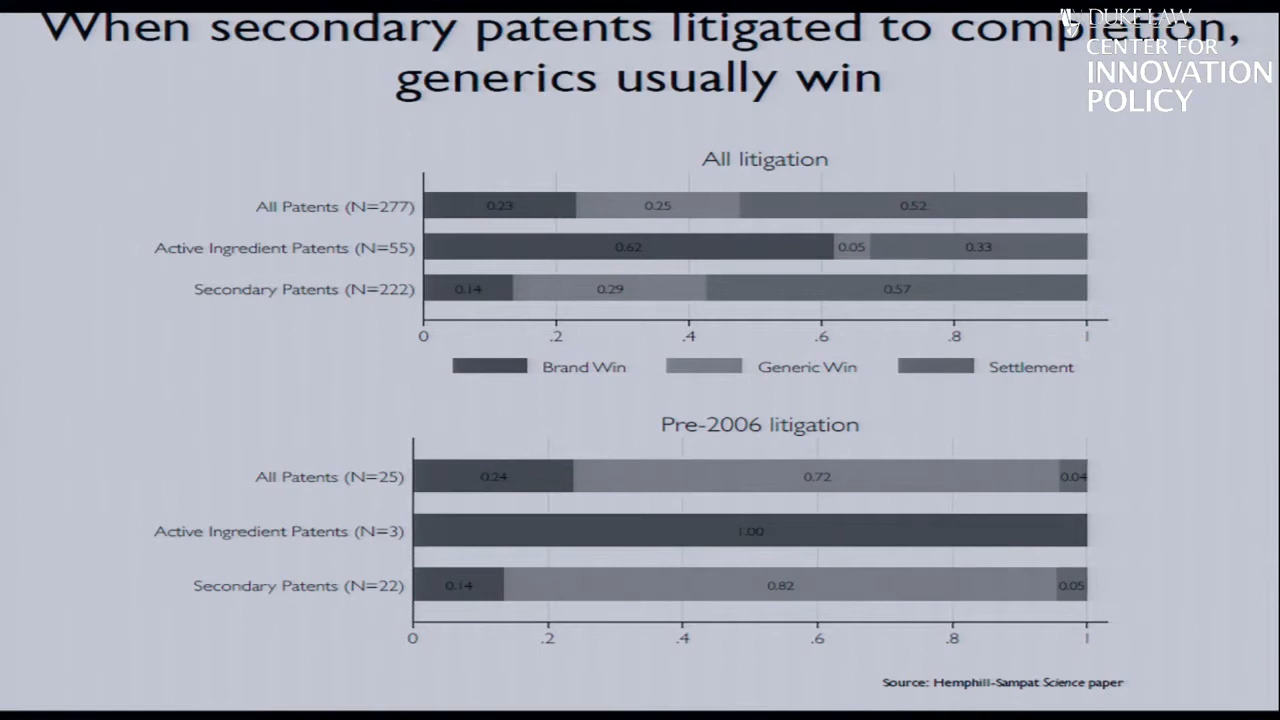 When secondary patents litigated to completion,
generics usually win
DUKE LAW
CENTER FOR
INNOVATION
POLICY
All litigation
All Patents (N=277)
0.23
0.25
0.52
Active Ingredient Patents (N=55)
0.62
0.05
0.33
Secondary Patents (N=222)
0.14
0.29
0.57
0
.2
.4
.6
.8
1
Brand Win
Generic Win
Settlement
Pre-2006 litigation
All Patents (N=25)
0.24
0.72
0.04
Active Ingredient Patents (N=3)
1.00
Secondary Patents (N=22)
0.14
0.82
0.05
0
.2
.4
.6
.8
1
Source: Hemphill-Sampat Science paper